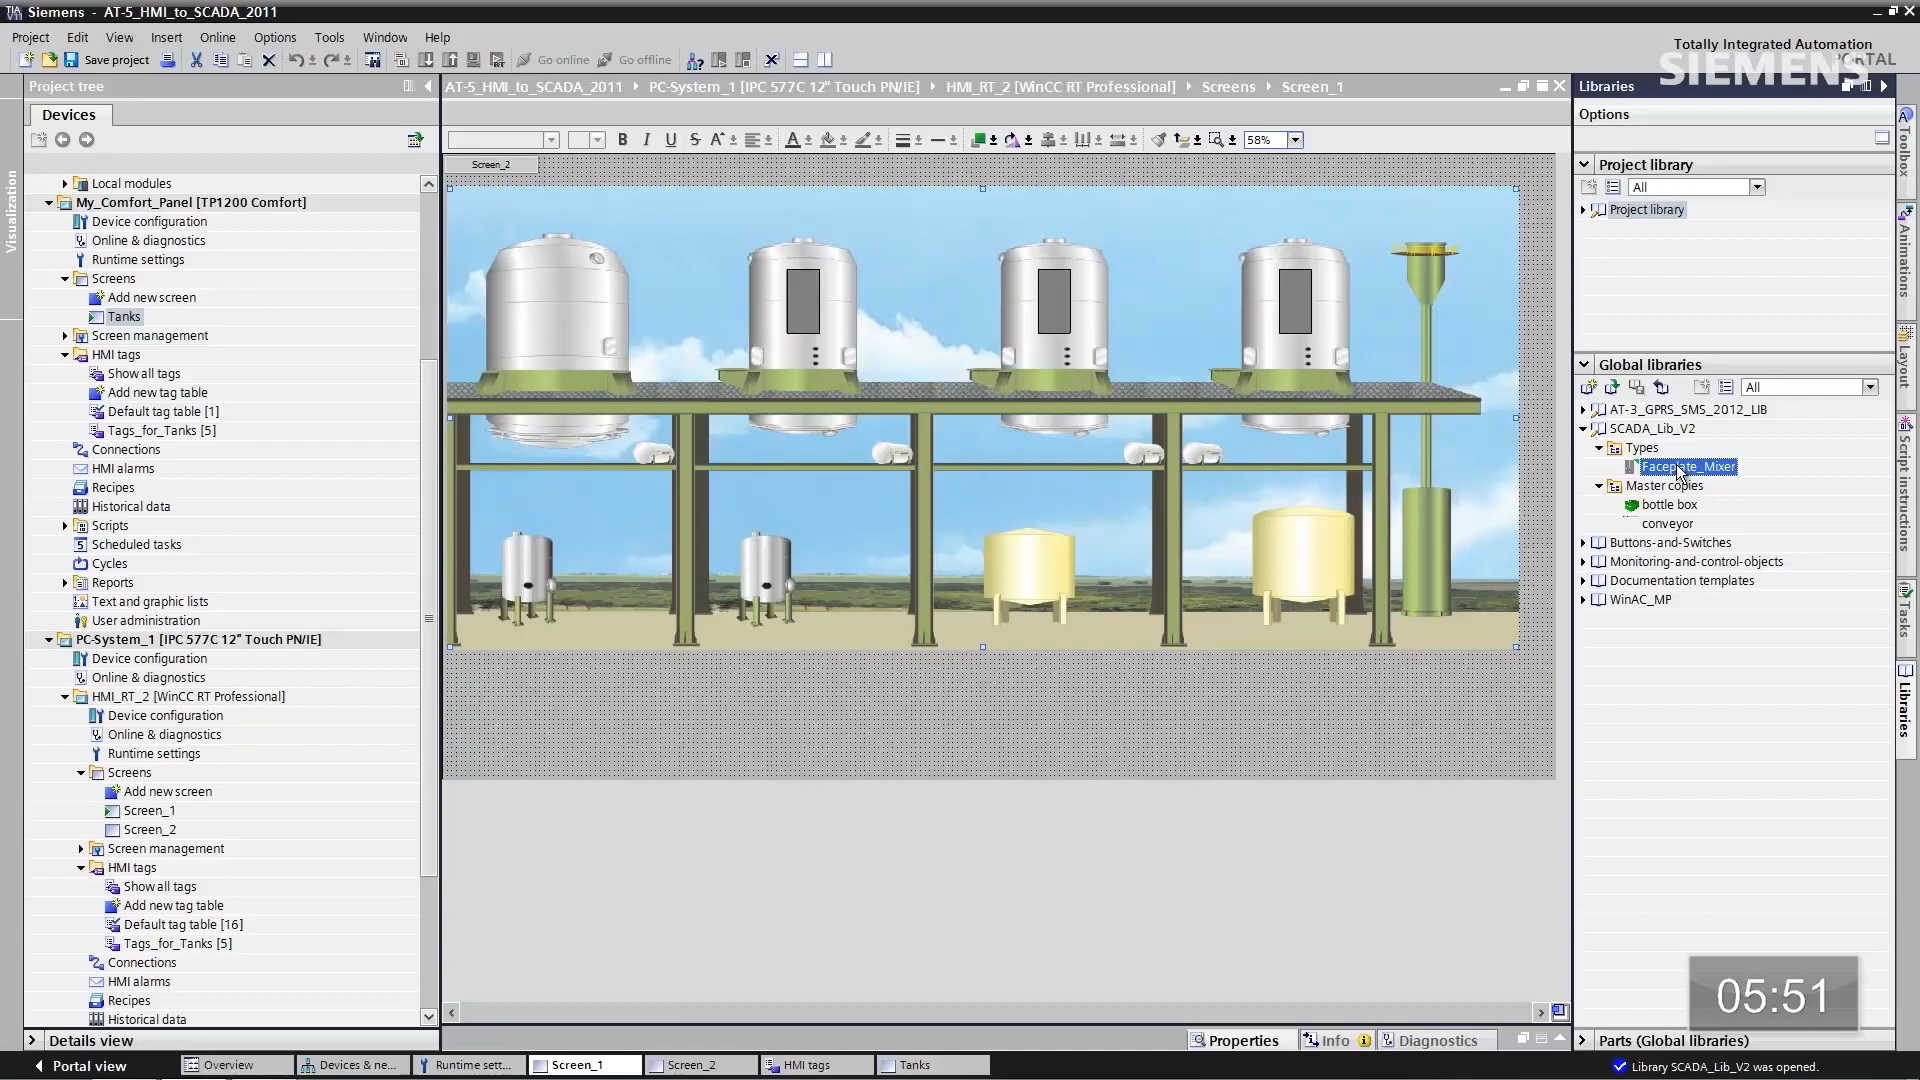 Siemens - AT-5_HMI_to_SCADA_2011
Project Edit View Insert Online Options Tools Window Help
Totally Integrated Automation
PORTAL
SIEMENS
Save project
Go online
Go offline
Project tree
AT-5_HMI_to_SCADA_2011
PC-System_1 [IPC 577C 12" Touch PN/IE]
HMI_RT_2 [WinCC RT Professional]
Screens
Screen_1
Libraries
Devices
Options
58%
Screen_2
Visualization
Local modules
My_Comfort_Panel [TP1200 Comfort]
Device configuration
Online & diagnostics
Runtime settings
Screens
Add new screen
Tanks
Screen management
HMI tags
Show all tags
Add new tag table
Default tag table [1]
Tags_for_Tanks [5]
Connections
HMI alarms
Recipes
Historical data
Scripts
Scheduled tasks
Cycles
Reports
Text and graphic lists
User administration
PC-System_1 [IPC 577C 12" Touch PN/IE]
Device configuration
Online & diagnostics
HMI_RT_2 [WinCC RT Professional]
Device configuration
Online & diagnostics
Runtime settings
Screens
Add new screen
Screen_1
Screen_2
Screen management
HMI tags
Show all tags
Add new tag table
Default tag table [16]
Tags_for_Tanks [5]
Connections
HMI alarms
Recipes
Historical data
Details view
Project library
All
Project library
Global libraries
All
AT-3_GPRS_SMS_2012_LIB
SCADA_Lib_V2
Types
Faceplate_Mixer
Master copies
bottle box
conveyor
Buttons-and-Switches
Monitoring-and-control-objects
Documentation templates
WinAC_MP
Toolbox
Animations
Layout
Script instructions
Tasks
Libraries
05:51
Properties
Info
Diagnostics
Parts (Global libraries)
Portal view
Overview
Devices & ne...
Runtime sett...
Screen_1
Screen_2
HMI tags
Tanks
Library SCADA_Lib_V2 was opened.